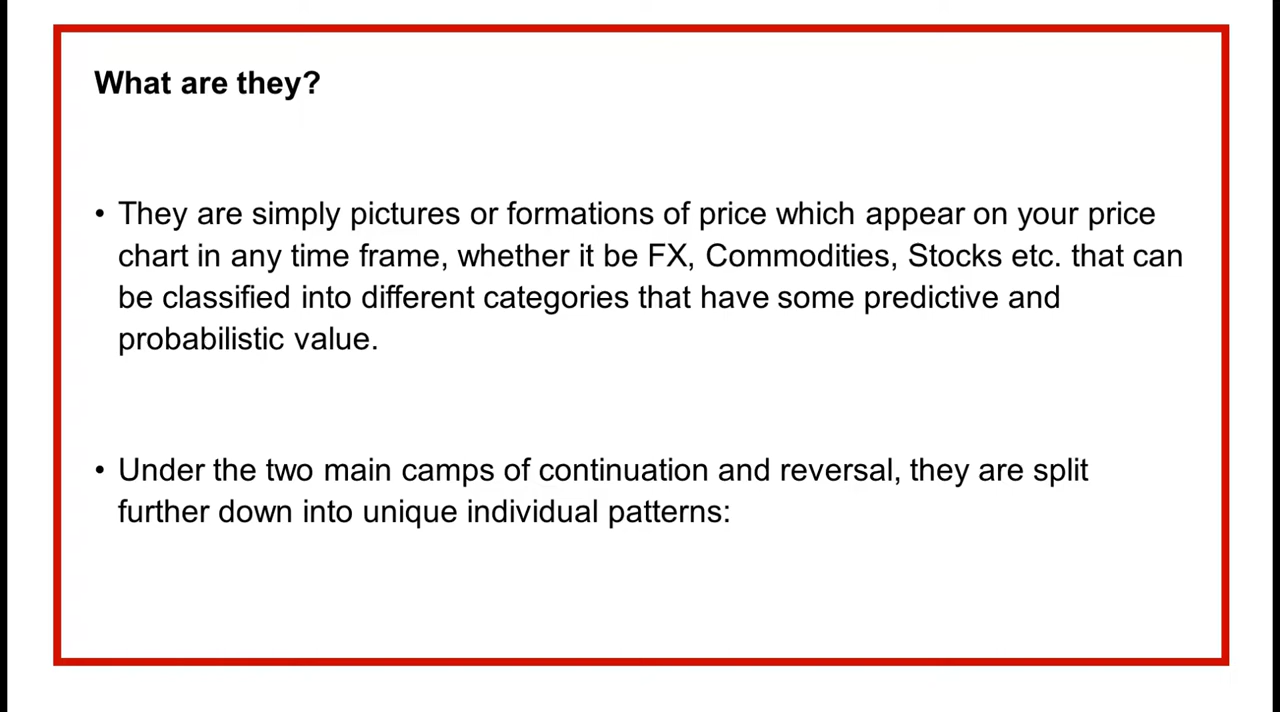 What are they?
• They are simply pictures or formations of price which appear on your price
chart in any time frame, whether it be FX, Commodities, Stocks etc. that can
be classified into different categories that have some predictive and
probabilistic value.
• Under the two main camps of continuation and reversal, they are split
further down into unique individual patterns: